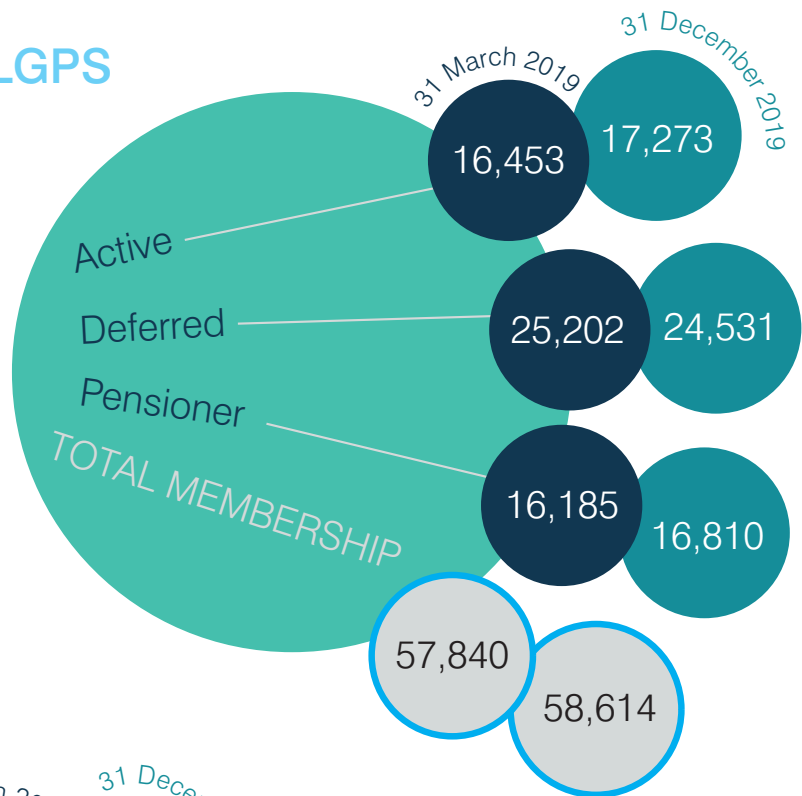 LGPS
31 March 2019
31 December 2019
Active
16,453
17,273
Deferred
25,202
24,531
Pensioner
16,185
16,810
TOTAL MEMBERSHIP
57,840
58,614
31